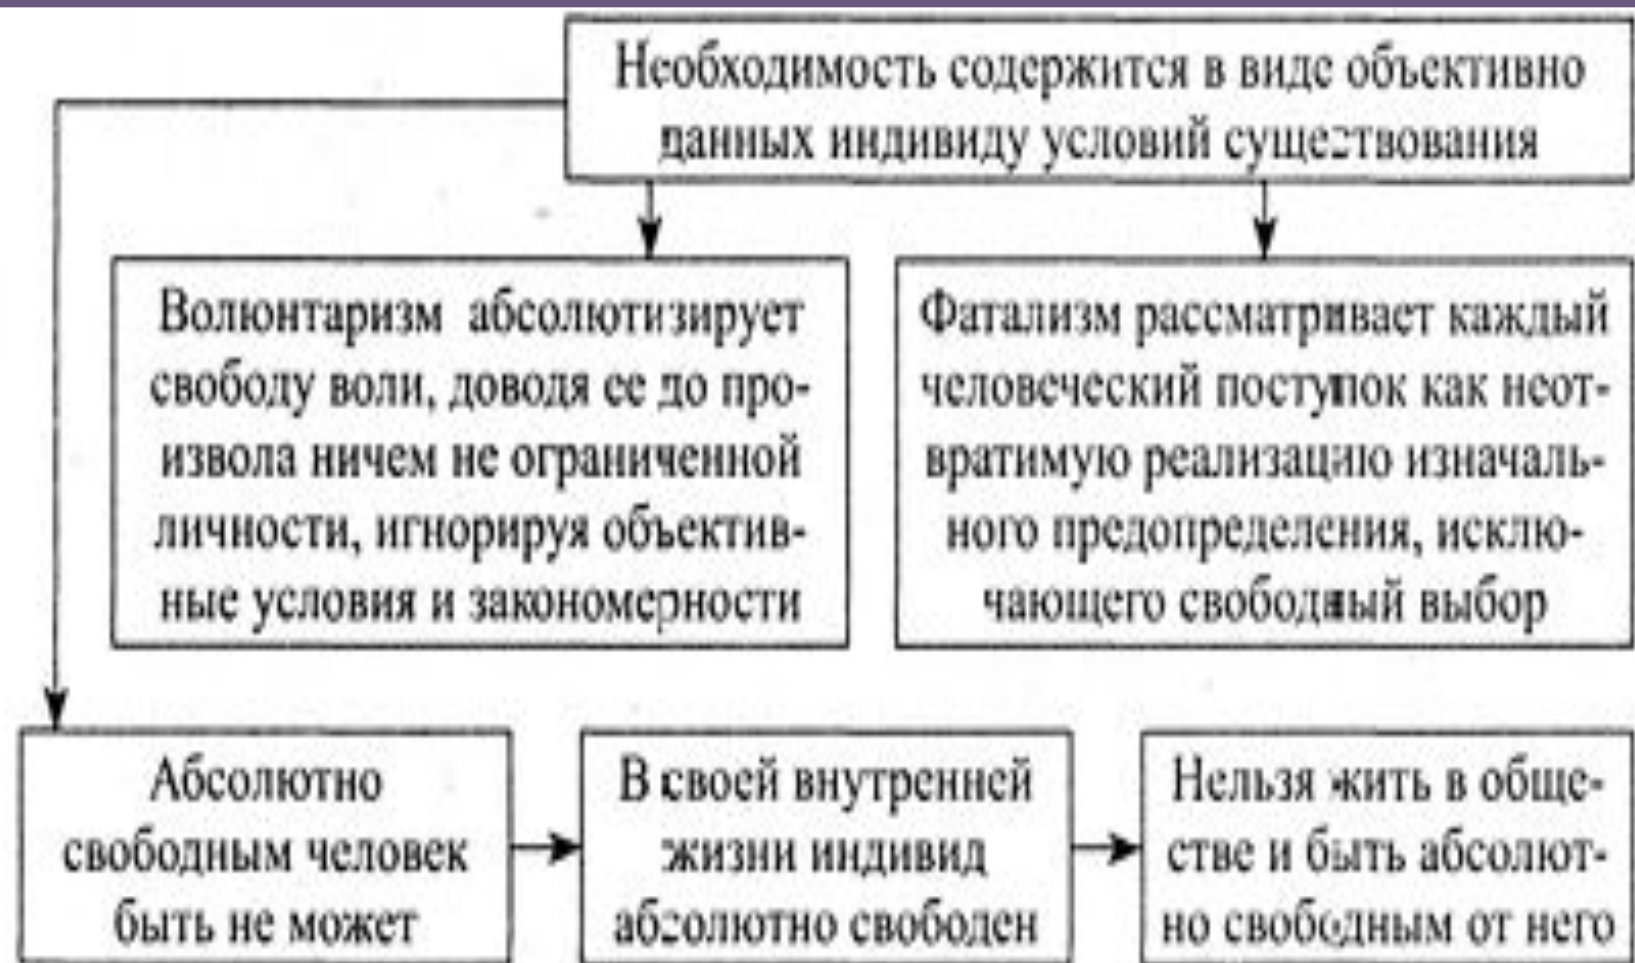 Необходимость содержится в виде объективно
данных индивиду условий существования
Волюнтаризм абсолютизирует
свободу воли, доводя ее до про-
извола ничем не ограниченной
личности, игнорируя объектив-
ные условия и закономерности
Фатализм рассматривает каждый
человеческий поступок как неот-
вратимую реализацию изначаль-
ного предопределения, исклю-
чающего свободный выбор
Абсолютно
свободным человек
быть не может
В своей внутренней
жизни индивид
абсолютно свободен
Нельзя жить в обще-
стве и быть абсолют-
но свободным от него